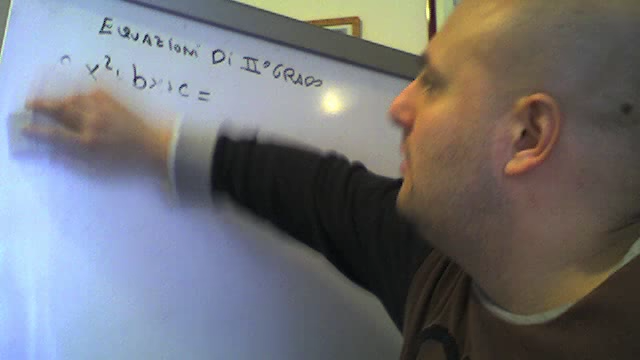 EQUAZIONI DI II° GRADO
a x², bx + c =